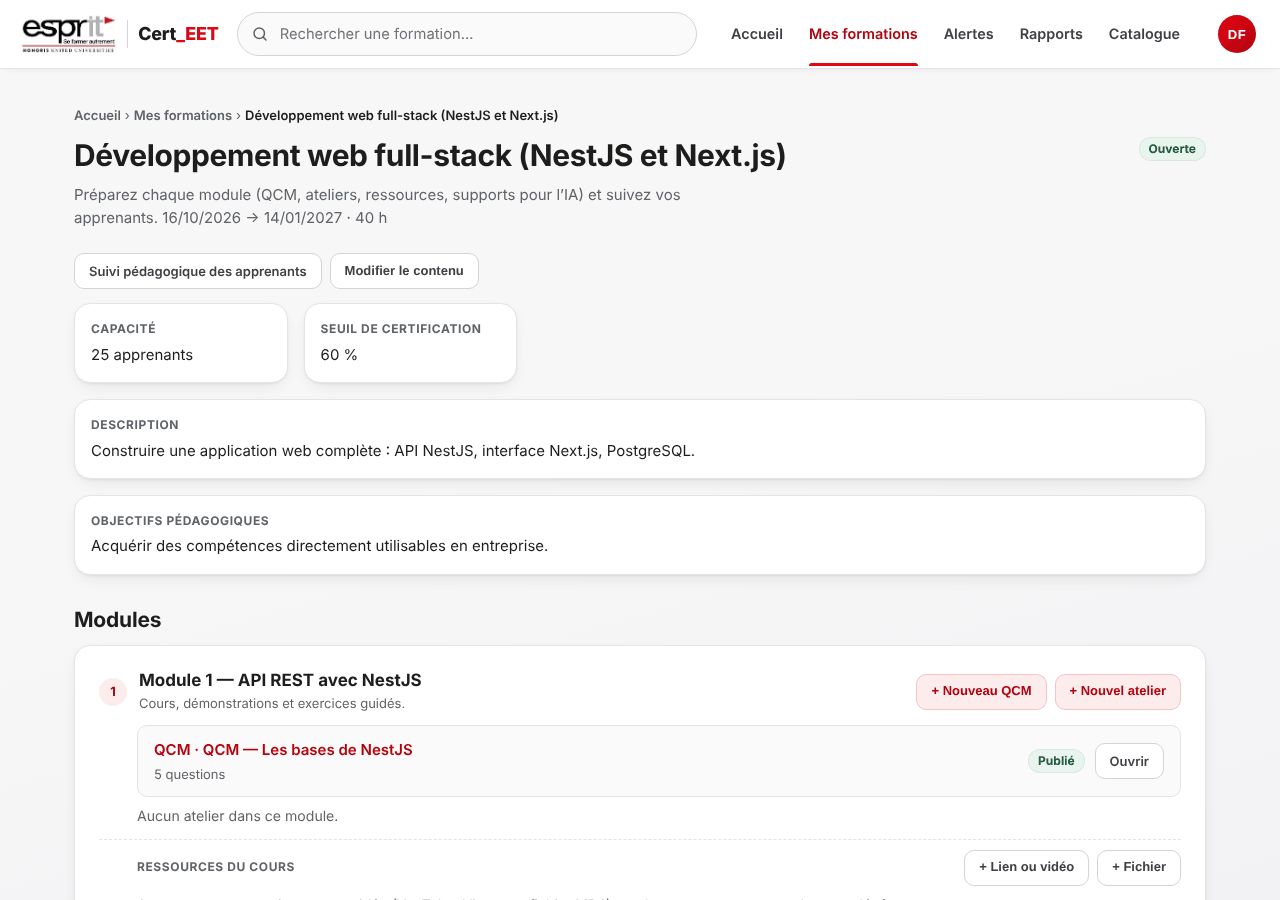 esprit
Se former autrement
HONORIS UNITED UNIVERSITIES
Cert_EET
Rechercher une formation...
Accueil
Mes formations
Alertes
Rapports
Catalogue
DF
Accueil › Mes formations › Développement web full-stack (NestJS et Next.js)
Développement web full-stack (NestJS et Next.js)
Ouverte
Préparez chaque module (QCM, ateliers, ressources, supports pour l’IA) et suivez vos
apprenants. 16/10/2026 → 14/01/2027 · 40 h
Suivi pédagogique des apprenants
Modifier le contenu
CAPACITÉ
25 apprenants
SEUIL DE CERTIFICATION
60 %
DESCRIPTION
Construire une application web complète : API NestJS, interface Next.js, PostgreSQL.
OBJECTIFS PÉDAGOGIQUES
Acquérir des compétences directement utilisables en entreprise.
Modules
1
Module 1 — API REST avec NestJS
Cours, démonstrations et exercices guidés.
+ Nouveau QCM
+ Nouvel atelier
QCM · QCM — Les bases de NestJS
5 questions
Publié
Ouvrir
Aucun atelier dans ce module.
RESSOURCES DU COURS
+ Lien ou vidéo
+ Fichier